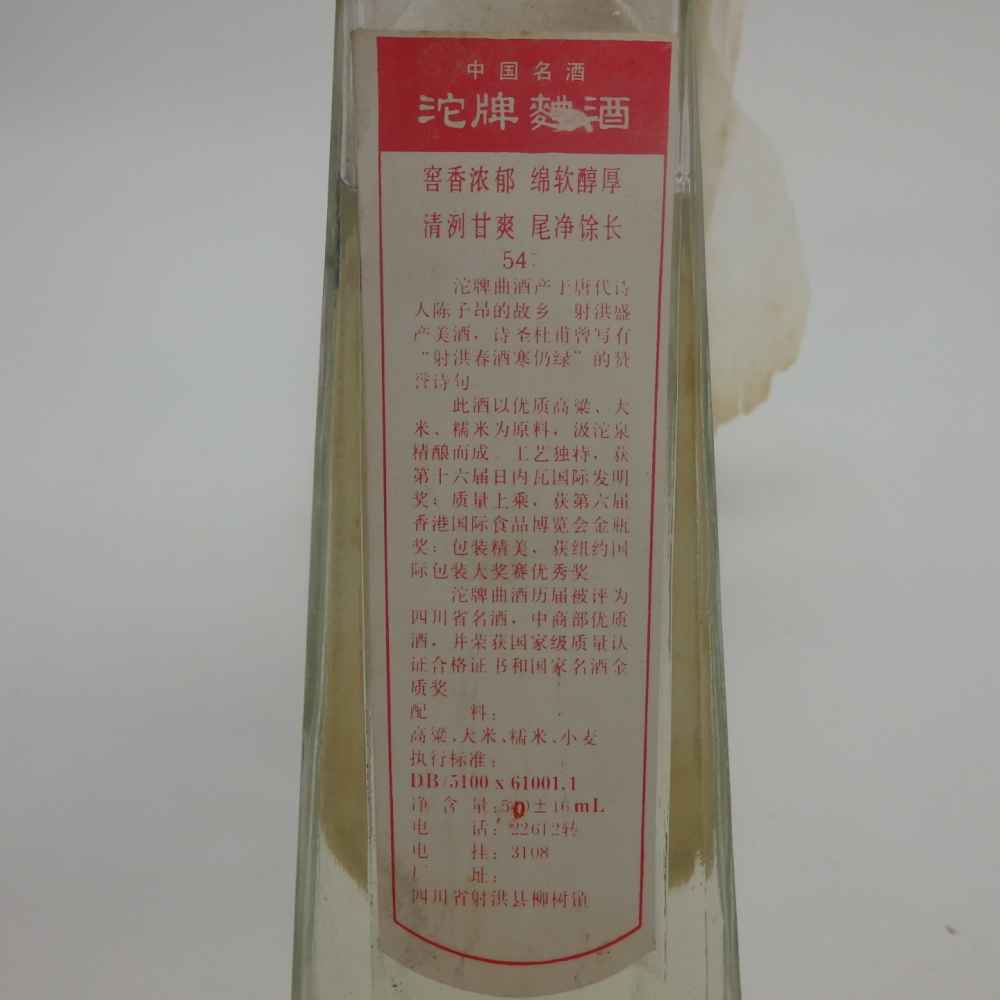 中国名酒
沱牌麯酒
窖香浓郁 绵软醇厚
清洌甘爽 尾净馀长
54°
沱牌曲酒产于唐代诗
人陈子昂的故乡 射洪盛
产美酒，诗圣杜甫曾写有
“射洪春酒寒仍绿”的赞
誉诗句
此酒以优质高粱、大
米、糯米为原料，汲沱泉
精酿而成。工艺独特，获
第十六届日内瓦国际发明
奖；质量上乘，获第六届
香港国际食品博览会金瓶
奖；包装精美，获纽约国
际包装大奖赛优秀奖
沱牌曲酒历届被评为
四川省名酒，中商部优质
酒，并荣获国家级质量认
证合格证书和国家名酒金
质奖
配 料：
高粱、大米、糯米、小麦
执行标准：
DB/5100 x 61001.1
净 含 量:500±16mL
电 话：22612转
电 挂：3108
厂 址：
四川省射洪县柳树镇